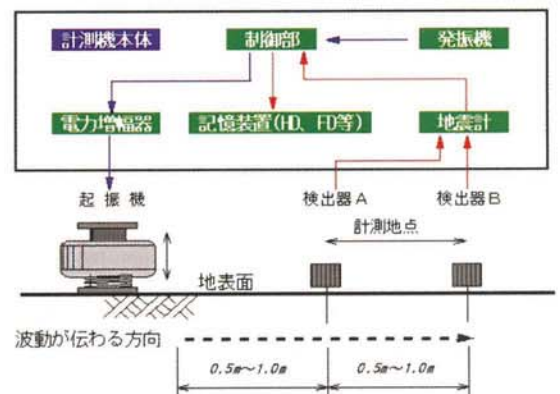 計測機本体
制御部
発振機
電力増幅器
記憶装置(HD、FD等)
地震計
起振機
検出器A
検出器B
計測地点
地表面
波動が伝わる方向
0.5m～1.0m
0.5m～1.0m